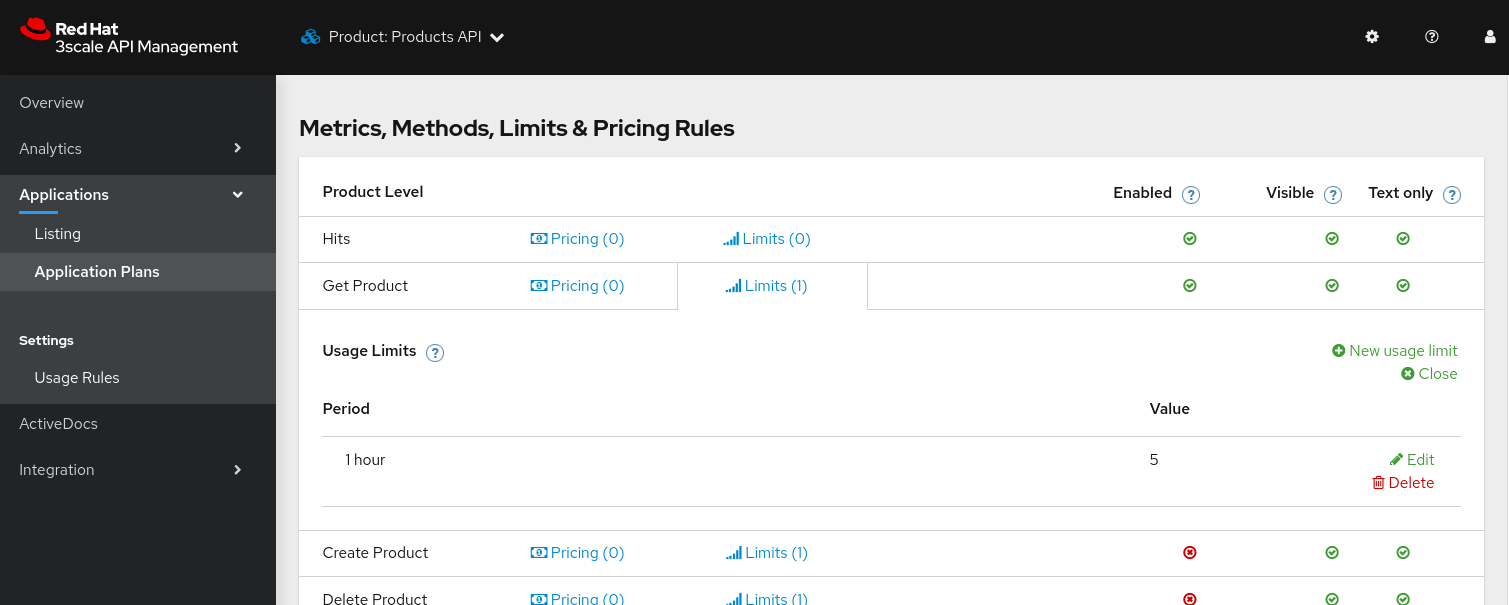 Red Hat
3scale API Management
Product: Products API
Overview
Analytics
Applications
Listing
Application Plans
Settings
Usage Rules
ActiveDocs
Integration
Metrics, Methods, Limits & Pricing Rules
Product Level Enabled ? Visible ? Text only ?
Hits Pricing (0) Limits (0)
Get Product Pricing (0) Limits (1)
Usage Limits ? New usage limit
Close
Period Value
1 hour 5 Edit
Delete
Create Product Pricing (0) Limits (1)
Delete Product Pricing (0) Limits (1)